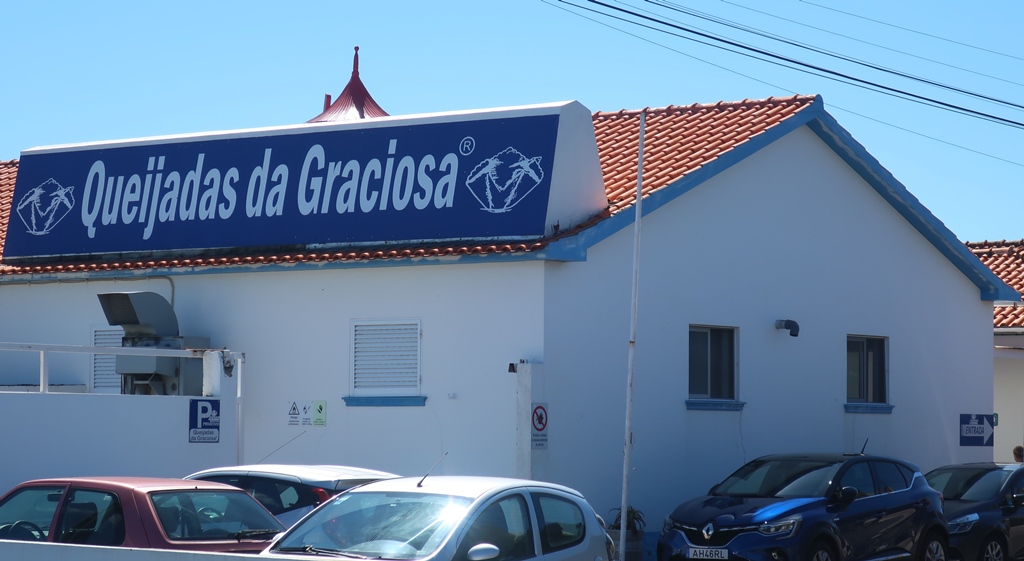 Queijadas da Graciosa®
P
Queijadas
da Graciosa
ENTRADA
AH46RL